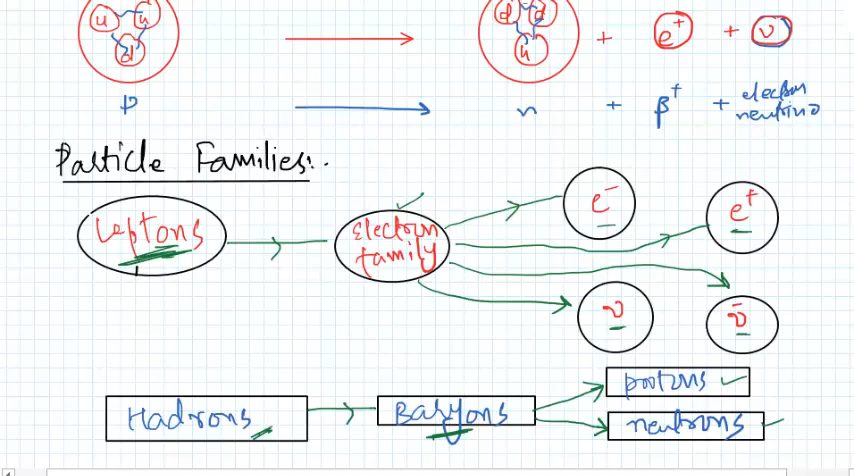 u u d → d d u + e⁺ + ν
p → n + β⁺ + electron neutrino
Particle Families:.
Leptons → Electron family → e⁻ e⁺
ν ν̄
Hadrons → Baryons → protons ✓
neutrons ✓